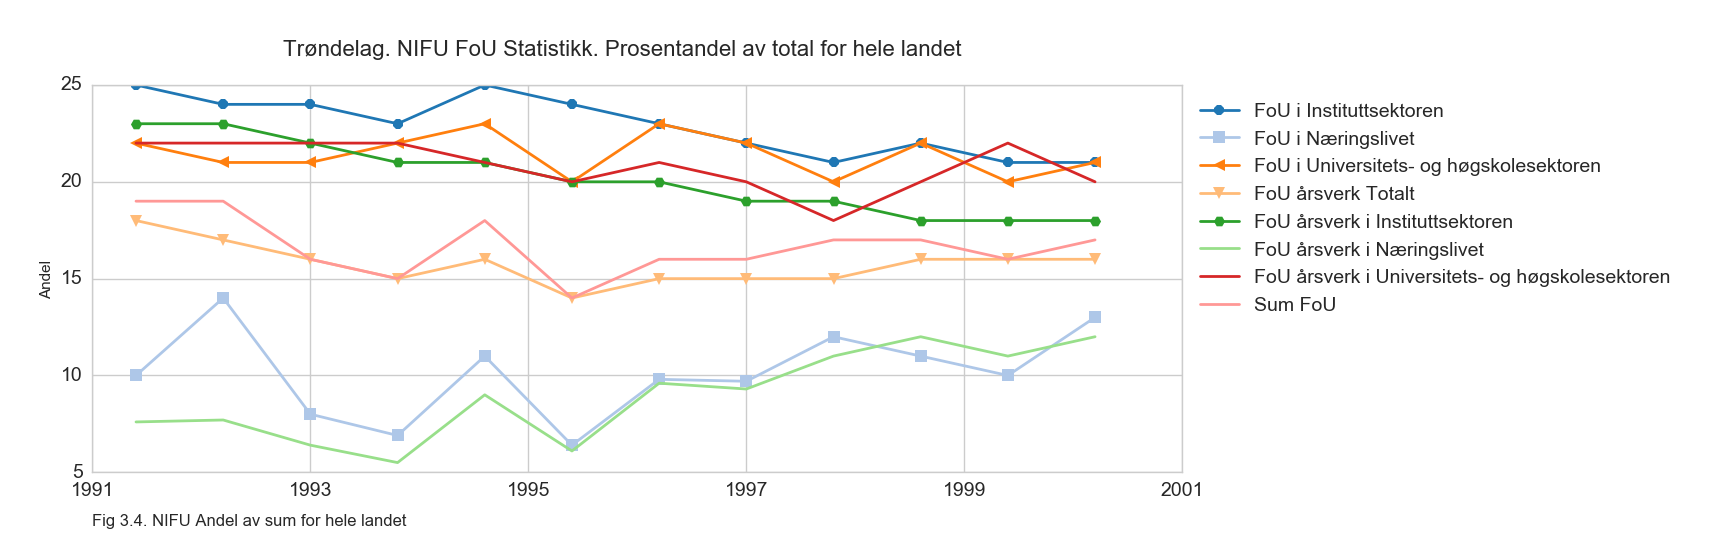 Trøndelag. NIFU FoU Statistikk. Prosentandel av total for hele landet
25
20
15
10
5
Andel
1991 1993 1995 1997 1999 2001
FoU i Instituttsektoren
FoU i Næringslivet
FoU i Universitets- og høgskolesektoren
FoU årsverk Totalt
FoU årsverk i Instituttsektoren
FoU årsverk i Næringslivet
FoU årsverk i Universitets- og høgskolesektoren
Sum FoU
Fig 3.4. NIFU Andel av sum for hele landet